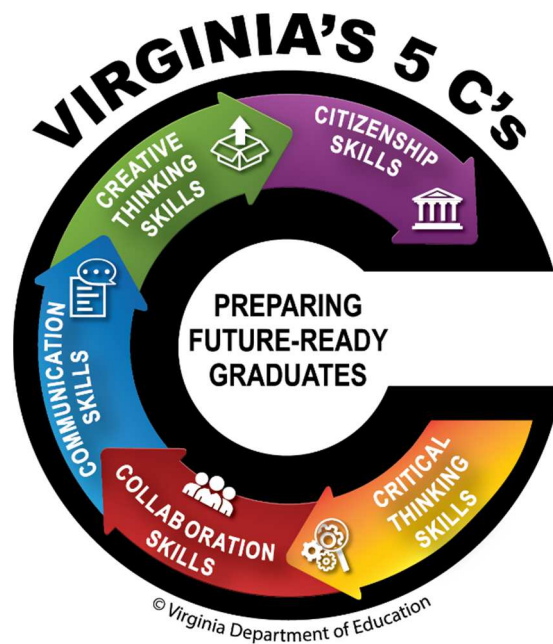 VIRGINIA'S 5 C's
CREATIVE
THINKING
SKILLS
CITIZENSHIP
SKILLS
COMMUNICATION
SKILLS
PREPARING
FUTURE-READY
GRADUATES
COLLABORATION
SKILLS
CRITICAL
THINKING
SKILLS
© Virginia Department of Education